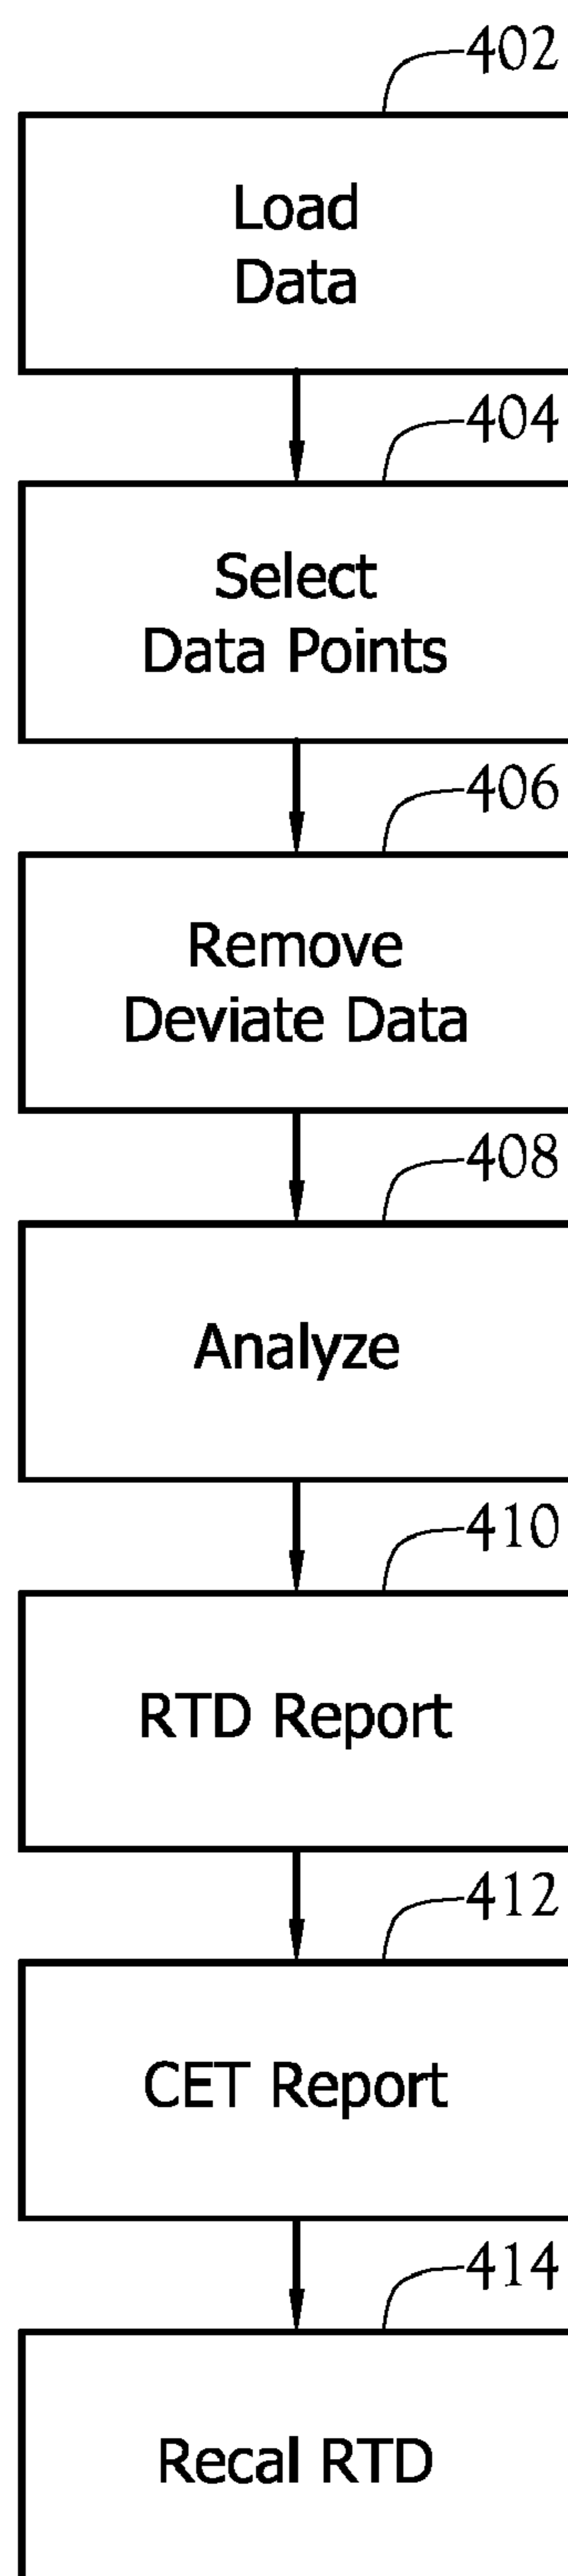 402
Load
Data
404
Select
Data Points
406
Remove
Deviate Data
408
Analyze
410
RTD Report
412
CET Report
414
Recal RTD